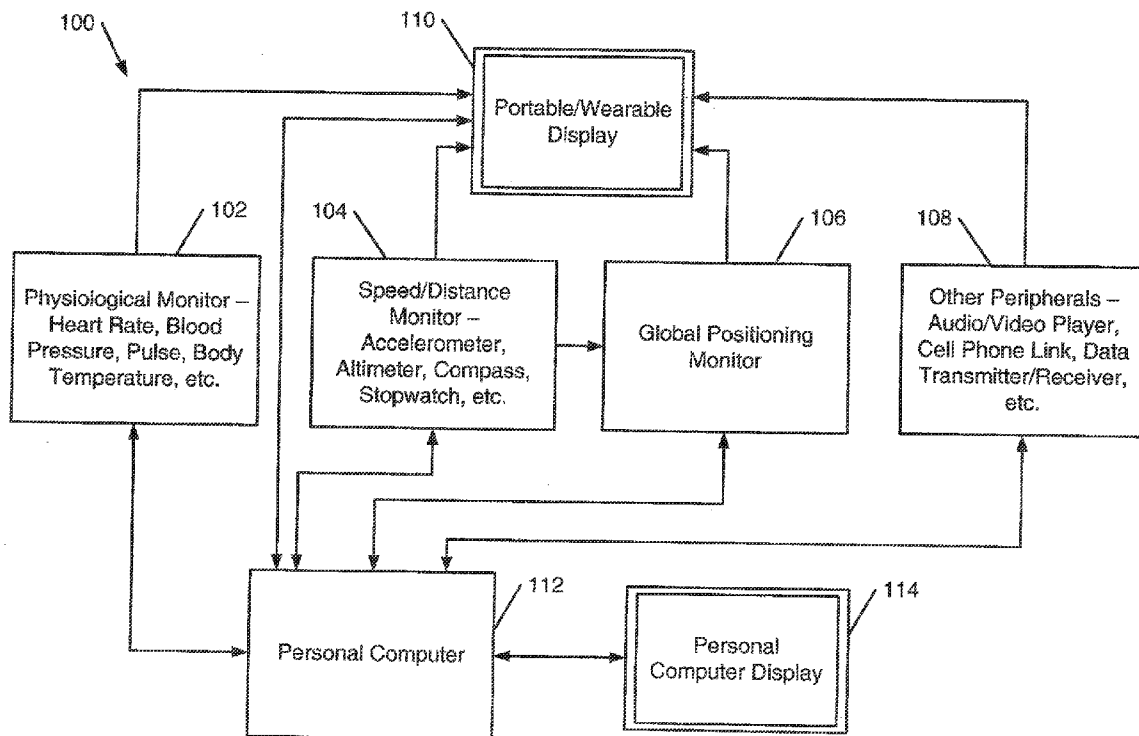 100
110
Portable/Wearable
Display
102
104
106
108
Physiological Monitor –
Heart Rate, Blood
Pressure, Pulse, Body
Temperature, etc.
Speed/Distance
Monitor –
Accelerometer,
Altimeter, Compass,
Stopwatch, etc.
Global Positioning
Monitor
Other Peripherals –
Audio/Video Player,
Cell Phone Link, Data
Transmitter/Receiver,
etc.
112
Personal Computer
114
Personal
Computer Display